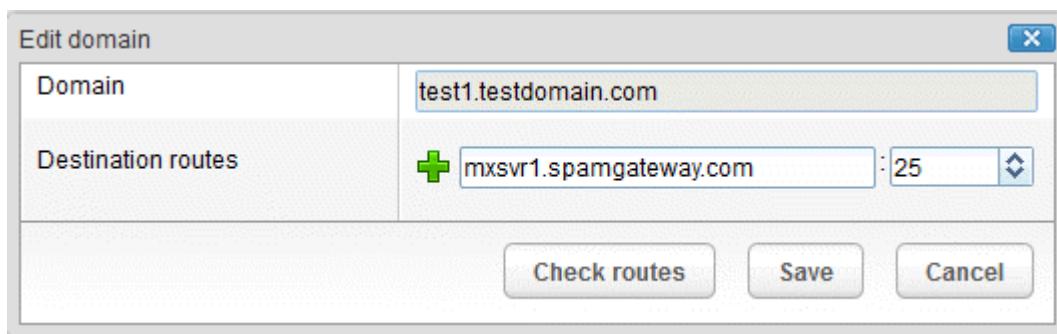 Edit domain
Domain test1.testdomain.com
Destination routes mxsvr1.spamgateway.com : 25
Check routes Save Cancel